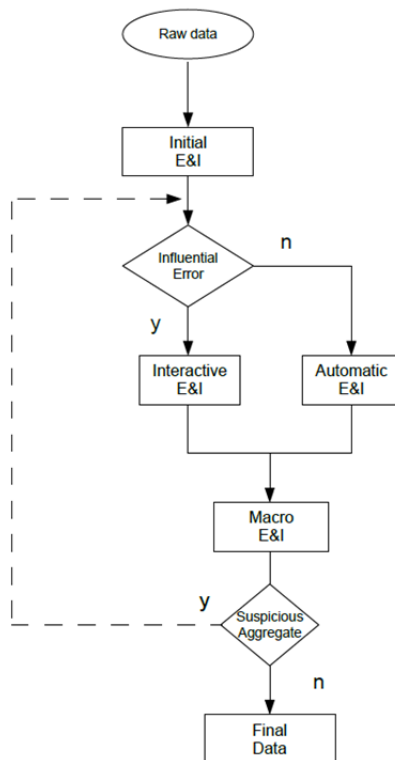 Raw data
Initial
E&I
Influential
Error
n
y
Interactive
E&I
Automatic
E&I
Macro
E&I
y
Suspicious
Aggregate
n
Final
Data